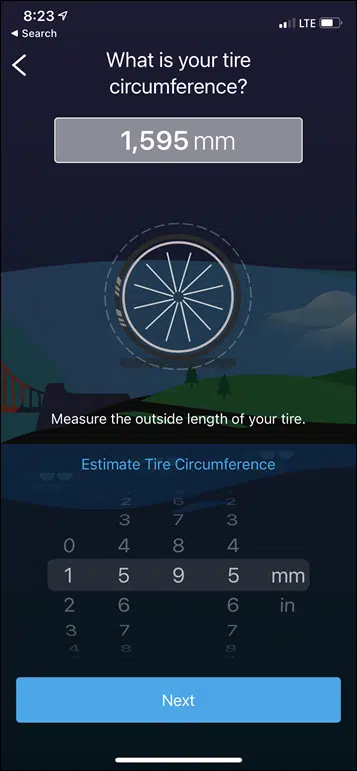 8:23
LTE
◀ Search
What is your tire
circumference?
1,595 mm
Measure the outside length of your tire.
Estimate Tire Circumference
2 6 2
3 7 3
0 4 8 4
1 5 9 5 mm
2 6 6 in
3 7 7
4 8 8
Next